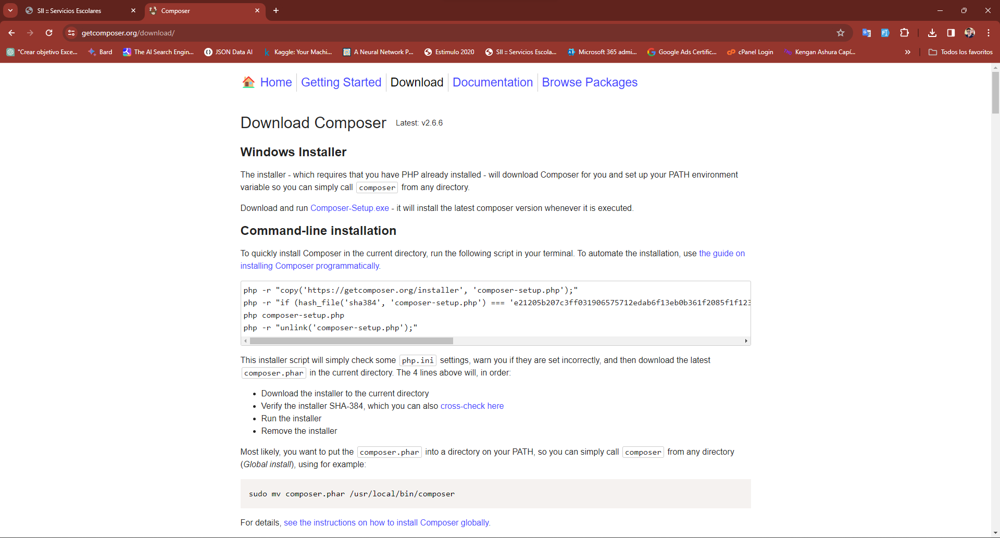 SII :: Servicios Escolares
Composer
getcomposer.org/download/
"Crear objetivo Exce...
Bard
The AI Search Engin...
JSON Data AI
Kaggle: Your Machi...
A Neural Network P...
Estimulo 2020
SII :: Servicios Escola...
Microsoft 365 admi...
Google Ads Certific...
cPanel Login
Kengan Ashura Capí...
Todos los favoritos
Home
Getting Started
Download
Documentation
Browse Packages
Download Composer Latest: v2.6.6
Windows Installer
The installer - which requires that you have PHP already installed - will download Composer for you and set up your PATH environment
variable so you can simply call composer from any directory.
Download and run Composer-Setup.exe - it will install the latest composer version whenever it is executed.
Command-line installation
To quickly install Composer in the current directory, run the following script in your terminal. To automate the installation, use the guide on
installing Composer programmatically.
php -r "copy('https://getcomposer.org/installer', 'composer-setup.php');"
php -r "if (hash_file('sha384', 'composer-setup.php') === 'e21205b207c3ff031906575712edab6f13eb0b361f2085f1f123
php composer-setup.php
php -r "unlink('composer-setup.php');"
This installer script will simply check some php.ini settings, warn you if they are set incorrectly, and then download the latest
composer.phar in the current directory. The 4 lines above will, in order:
• Download the installer to the current directory
• Verify the installer SHA-384, which you can also cross-check here
• Run the installer
• Remove the installer
Most likely, you want to put the composer.phar into a directory on your PATH, so you can simply call composer from any directory
(Global install), using for example:
sudo mv composer.phar /usr/local/bin/composer
For details, see the instructions on how to install Composer globally.